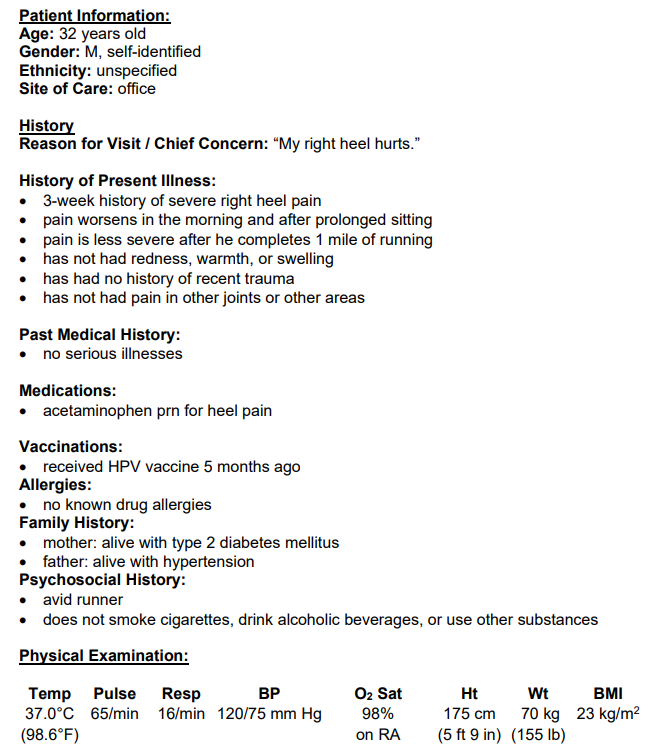 Patient Information:
Age: 32 years old
Gender: M, self-identified
Ethnicity: unspecified
Site of Care: office
History
Reason for Visit / Chief Concern: “My right heel hurts.”
History of Present Illness:
• 3-week history of severe right heel pain
• pain worsens in the morning and after prolonged sitting
• pain is less severe after he completes 1 mile of running
• has not had redness, warmth, or swelling
• has had no history of recent trauma
• has not had pain in other joints or other areas
Past Medical History:
• no serious illnesses
Medications:
• acetaminophen prn for heel pain
Vaccinations:
• received HPV vaccine 5 months ago
Allergies:
• no known drug allergies
Family History:
• mother: alive with type 2 diabetes mellitus
• father: alive with hypertension
Psychosocial History:
• avid runner
• does not smoke cigarettes, drink alcoholic beverages, or use other substances
Physical Examination:
Temp Pulse Resp BP O₂ Sat Ht Wt BMI
37.0°C 65/min 16/min 120/75 mm Hg 98% 175 cm 70 kg 23 kg/m²
(98.6°F) on RA (5 ft 9 in) (155 lb)